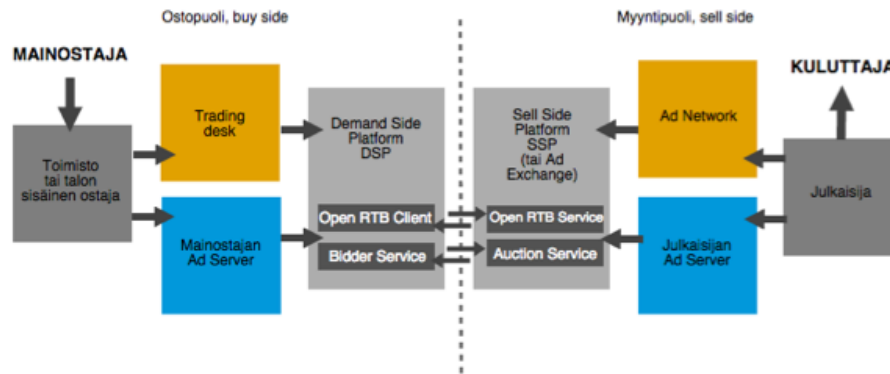 Ostopuoli, buy side
Myyntipuoli, sell side
MAINOSTAJA
Toimisto
tai talon
sisäinen ostaja
Trading
desk
Mainostajan
Ad Server
Demand Side
Platform
DSP
Open RTB Client
Bidder Service
Sell Side
Platform
SSP
(tai Ad
Exchange)
Open RTB Service
Auction Service
Ad Network
Julkaisijan
Ad Server
KULUTTAJA
Julkaisija